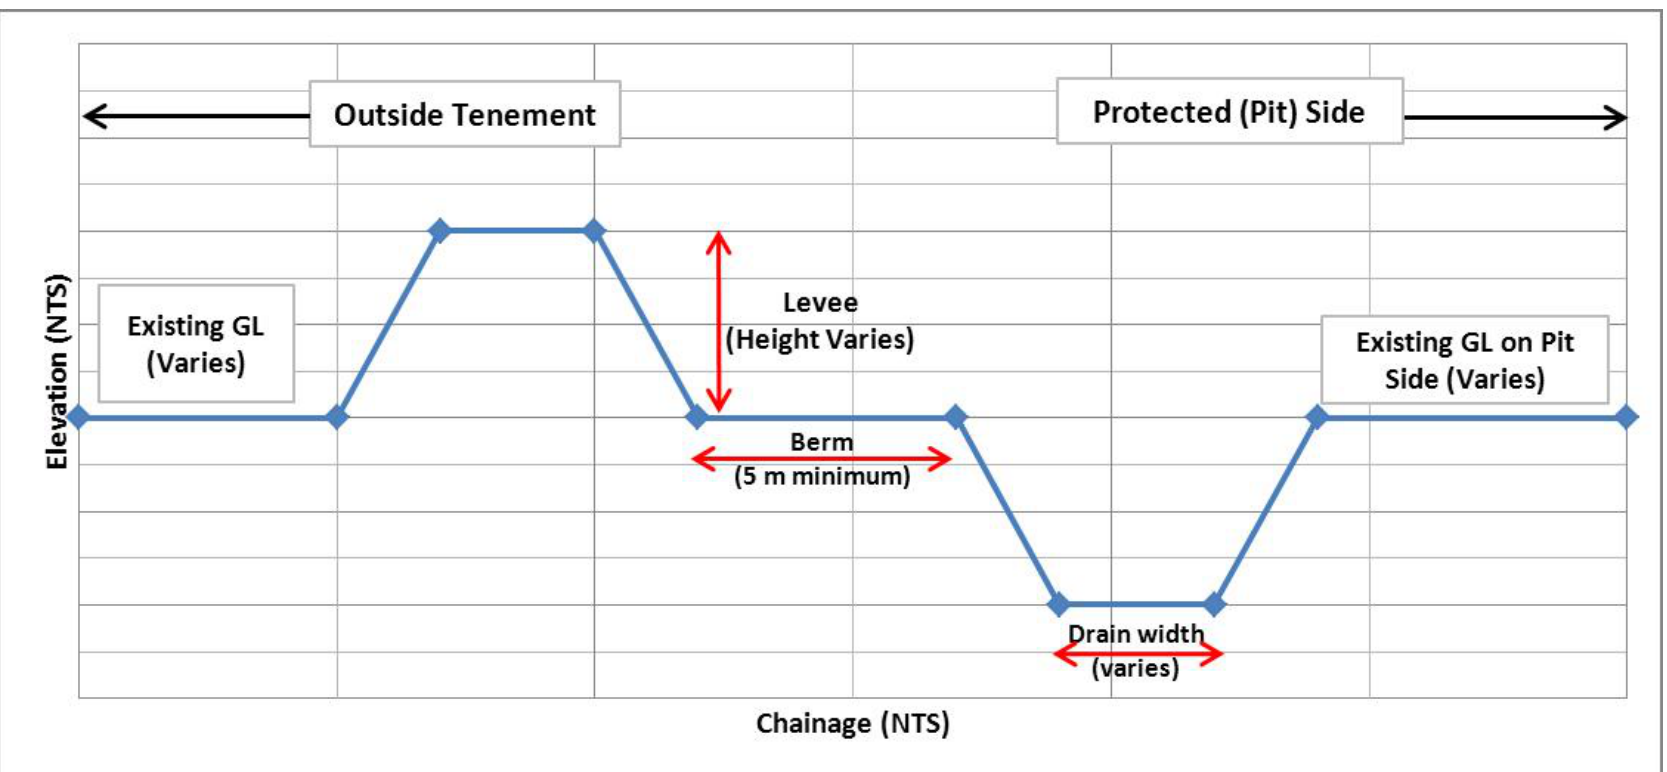 Outside Tenement
Protected (Pit) Side
Existing GL
(Varies)
Levee
(Height Varies)
Existing GL on Pit
Side (Varies)
Elevation (NTS)
Berm
(5 m minimum)
Drain width
(varies)
Chainage (NTS)